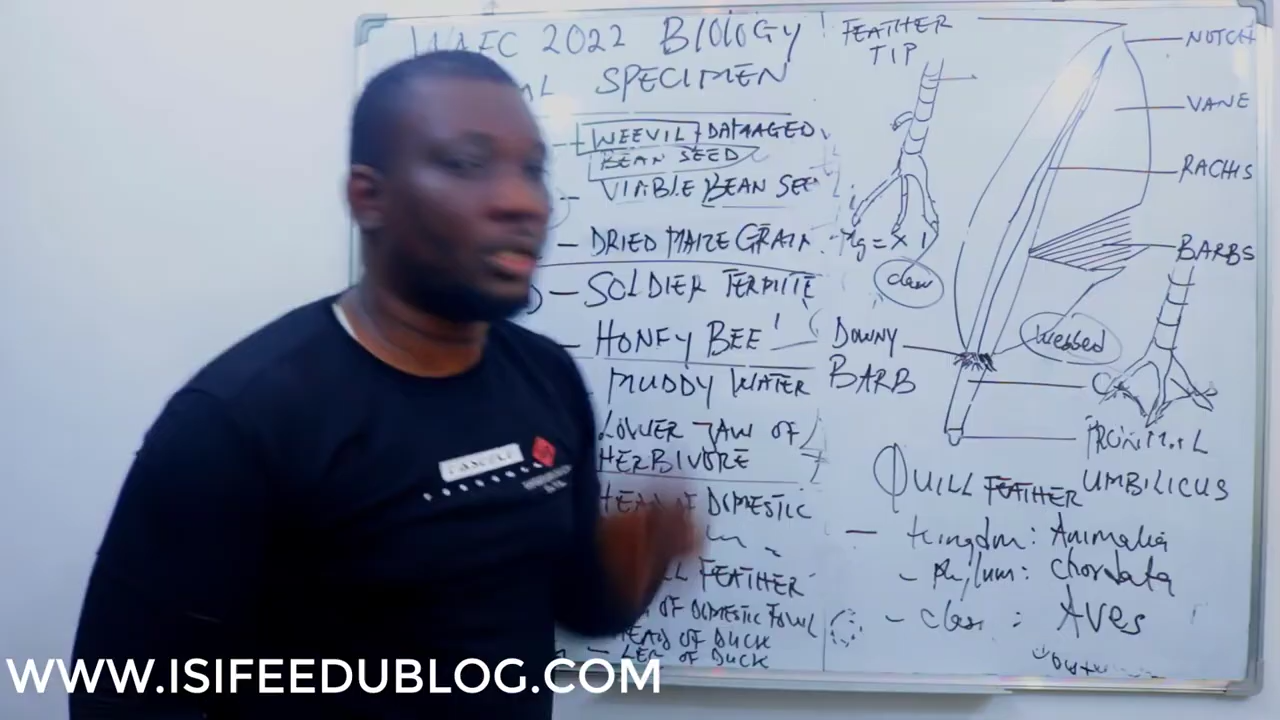 WAEC 2022 BIOLOGY
SPECIMEN
WEEVIL DAMAGED
BEAN SEED
VIABLE BEAN SEE
- DRIED MAIZE GRAIN
- SOLDIER TERMITE
HONEY BEE
MUDDY WATER
LOWER JAW OF
HERBIVORE
HEAD OF DOMESTIC
FEATHER
OF DOMESTIC FOWL
HEAD OF DUCK
- LEG OF DUCK
FEATHER
TIP
Mg = X 1
claw
NOTCH
VANE
RACHIS
BARBS
webbed
DOWNY
BARB
UMBILICUS
QUILL FEATHER
- kingdom: Animalia
- Phylum: Chordata
- class: AVES
WWW.ISIFEEDUBLOG.COM